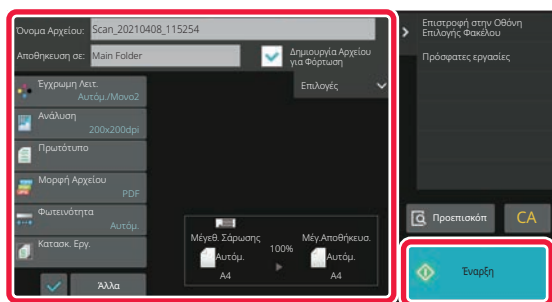 Όνομα Αρχείου: Scan_20210408_115254
Αποθηκευση σε: Main Folder
Δημιουργία Αρχείου
για Φόρτωση
Επιλογές
Έγχρωμη Λειτ.
Αυτόμ./Μονο2
Ανάλυση
200x200dpi
Πρωτότυπο
Μορφή Αρχείου
PDF
Φωτεινότητα
Αυτόμ.
Κατασκ. Εργ.
Άλλα
Μέγεθ. Σάρωσης
100%
Μέγ.Αποθήκευσ.
Αυτόμ.
Αυτόμ.
A4
A4
Επιστροφή στην Οθόνη
Επιλογής Φακέλου
Πρόσφατες εργασίες
Προεπισκόπ
CA
Έναρξη